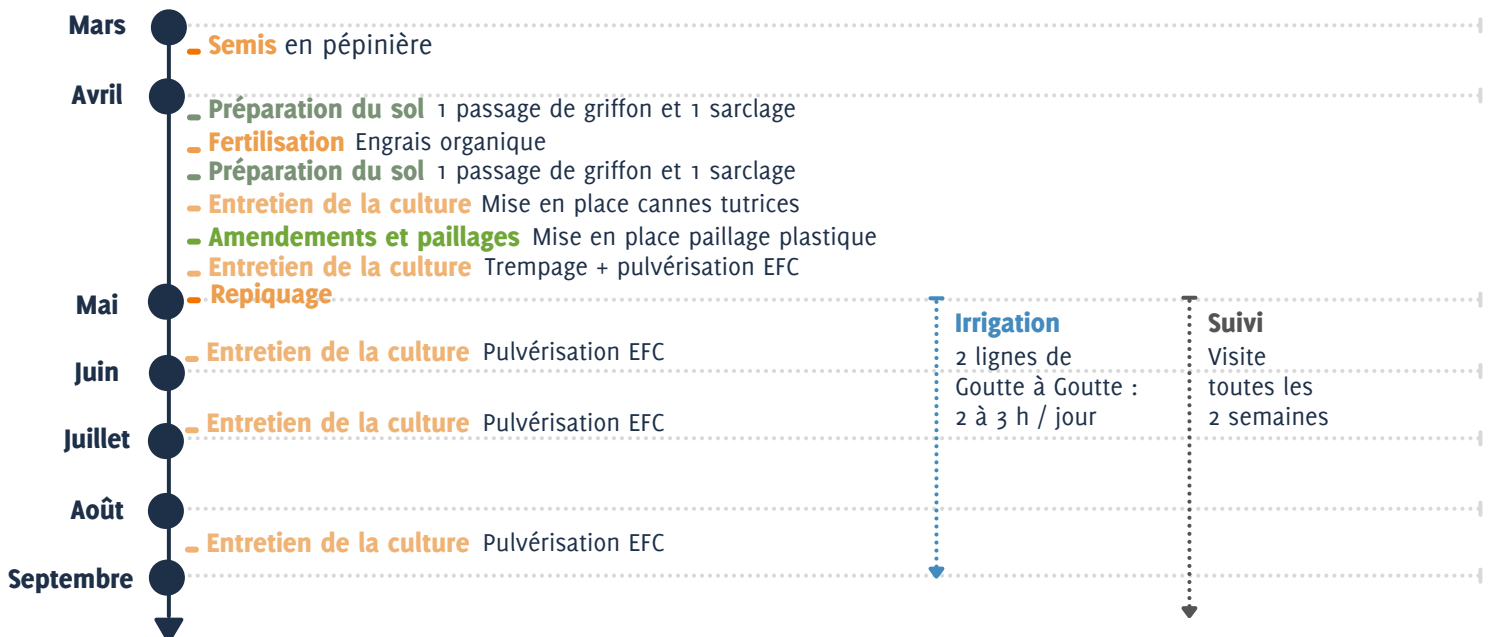 Mars
Semis en pépinière
Avril
Préparation du sol 1 passage de griffon et 1 sarclage
Fertilisation Engrais organique
Préparation du sol 1 passage de griffon et 1 sarclage
Entretien de la culture Mise en place cannes tutrices
Amendements et paillages Mise en place paillage plastique
Entretien de la culture Trempage + pulvérisation EFC
Mai
Repiquage
Entretien de la culture Pulvérisation EFC
Juin
Entretien de la culture Pulvérisation EFC
Juillet
Août
Entretien de la culture Pulvérisation EFC
Septembre
Irrigation
2 lignes de
Goutte à Goutte :
2 à 3 h / jour
Suivi
Visite
toutes les
2 semaines